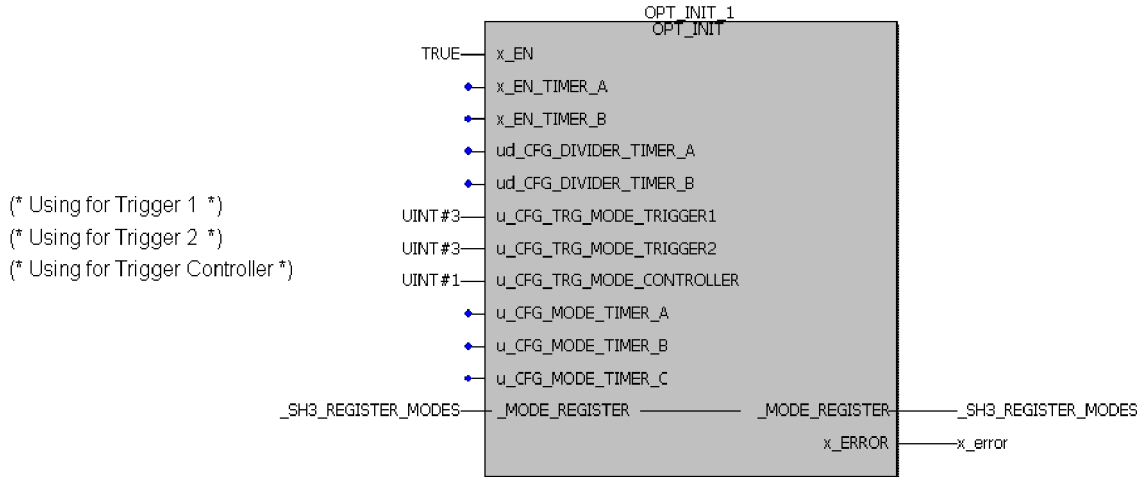 OPT_INIT_1
OPT_INIT
TRUE x_EN
x_EN_TIMER_A
x_EN_TIMER_B
ud_CFG_DIVIDER_TIMER_A
ud_CFG_DIVIDER_TIMER_B
(* Using for Trigger 1 *) UINT#3 u_CFG_TRG_MODE_TRIGGER1
(* Using for Trigger 2 *) UINT#3 u_CFG_TRG_MODE_TRIGGER2
(* Using for Trigger Controller *) UINT#1 u_CFG_TRG_MODE_CONTROLLER
u_CFG_MODE_TIMER_A
u_CFG_MODE_TIMER_B
u_CFG_MODE_TIMER_C
_SH3_REGISTER_MODES _MODE_REGISTER _MODE_REGISTER _SH3_REGISTER_MODES
x_ERROR x_error